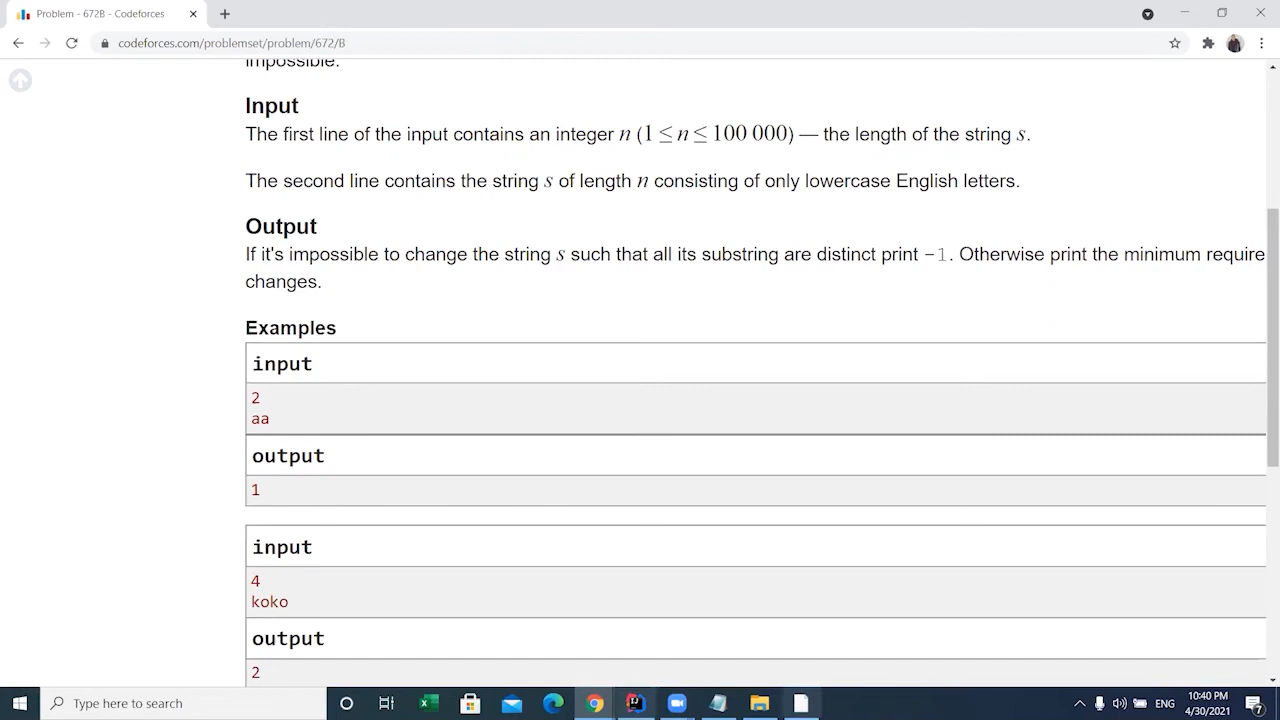 Problem - 672B - Codeforces
codeforces.com/problemset/problem/672/B
impossible.
Input
The first line of the input contains an integer n (1 ≤ n ≤ 100 000) — the length of the string s.
The second line contains the string s of length n consisting of only lowercase English letters.
Output
If it's impossible to change the string s such that all its substring are distinct print -1. Otherwise print the minimum require
changes.
Examples
input
2
aa
output
1
input
4
koko
output
2
Type here to search
ENG
10:40 PM
4/30/2021
7